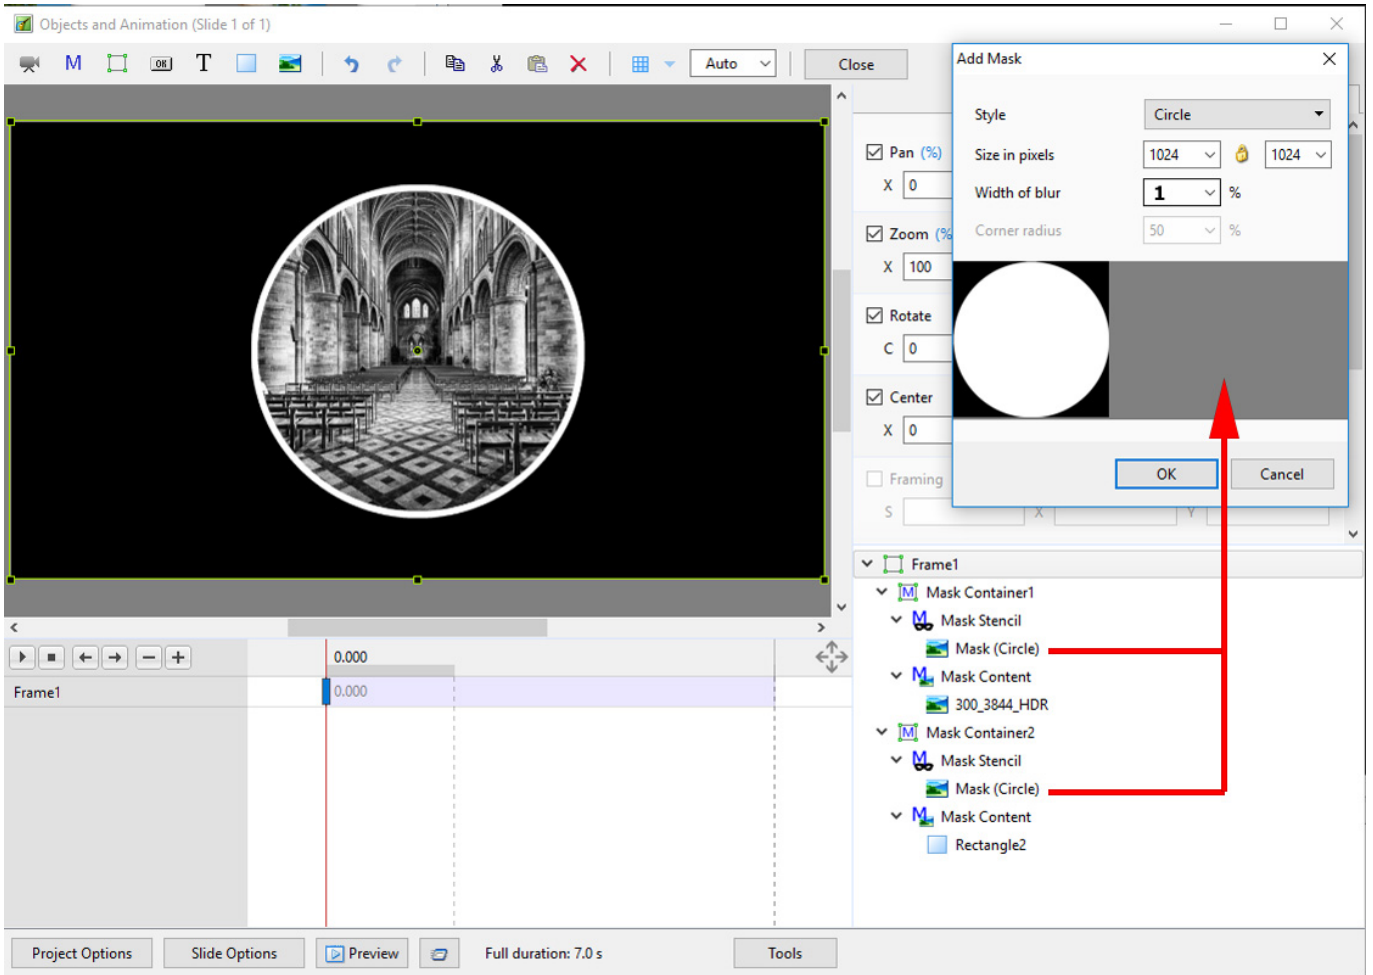 Objects and Animation (Slide 1 of 1)
M
OK
T
Auto
Close
Add Mask
Style
Circle
Size in pixels
1024
1024
Width of blur
1
%
Corner radius
50
%
OK
Cancel
Pan (%)
X
0
Zoom (%
X
100
Rotate
C
0
Center
X
0
Framing
S
X
Y
Frame1
M Mask Container1
M Mask Stencil
Mask (Circle)
M Mask Content
300_3844_HDR
M Mask Container2
M Mask Stencil
Mask (Circle)
M Mask Content
Rectangle2
0.000
Frame1
0.000
Project Options
Slide Options
Preview
Full duration: 7.0 s
Tools